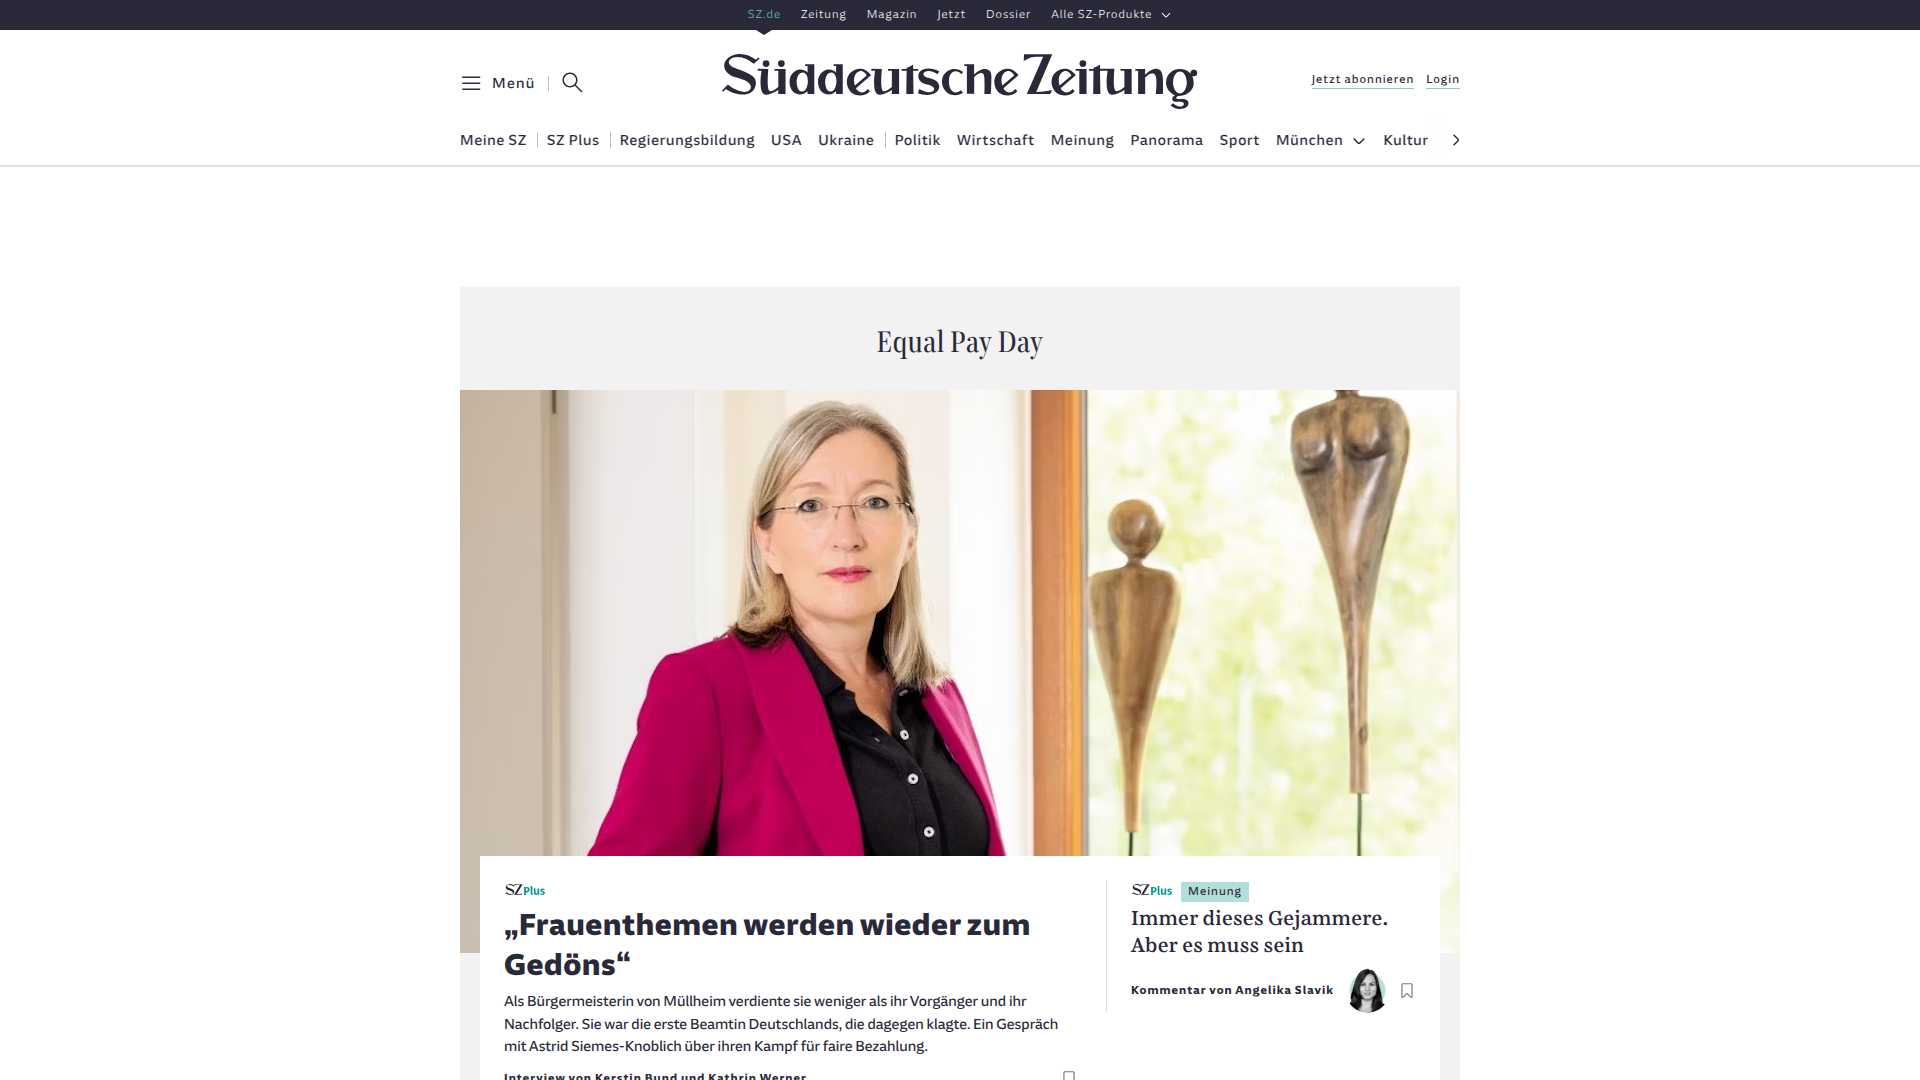 SZ.de Zeitung Magazin Jetzt Dossier Alle SZ-Produkte
Menü
Süddeutsche Zeitung
Jetzt abonnieren Login
Meine SZ SZ Plus Regierungsbildung USA Ukraine Politik Wirtschaft Meinung Panorama Sport München Kultur
Equal Pay Day
SZ Plus
„Frauenthemen werden wieder zum
Gedöns“
Als Bürgermeisterin von Müllheim verdiente sie weniger als ihr Vorgänger und ihr
Nachfolger. Sie war die erste Beamtin Deutschlands, die dagegen klagte. Ein Gespräch
mit Astrid Siemes-Knoblich über ihren Kampf für faire Bezahlung.
Interview von Kerstin Bund und Kathrin Werner
SZ Plus Meinung
Immer dieses Gejammere.
Aber es muss sein
Kommentar von Angelika Slavik